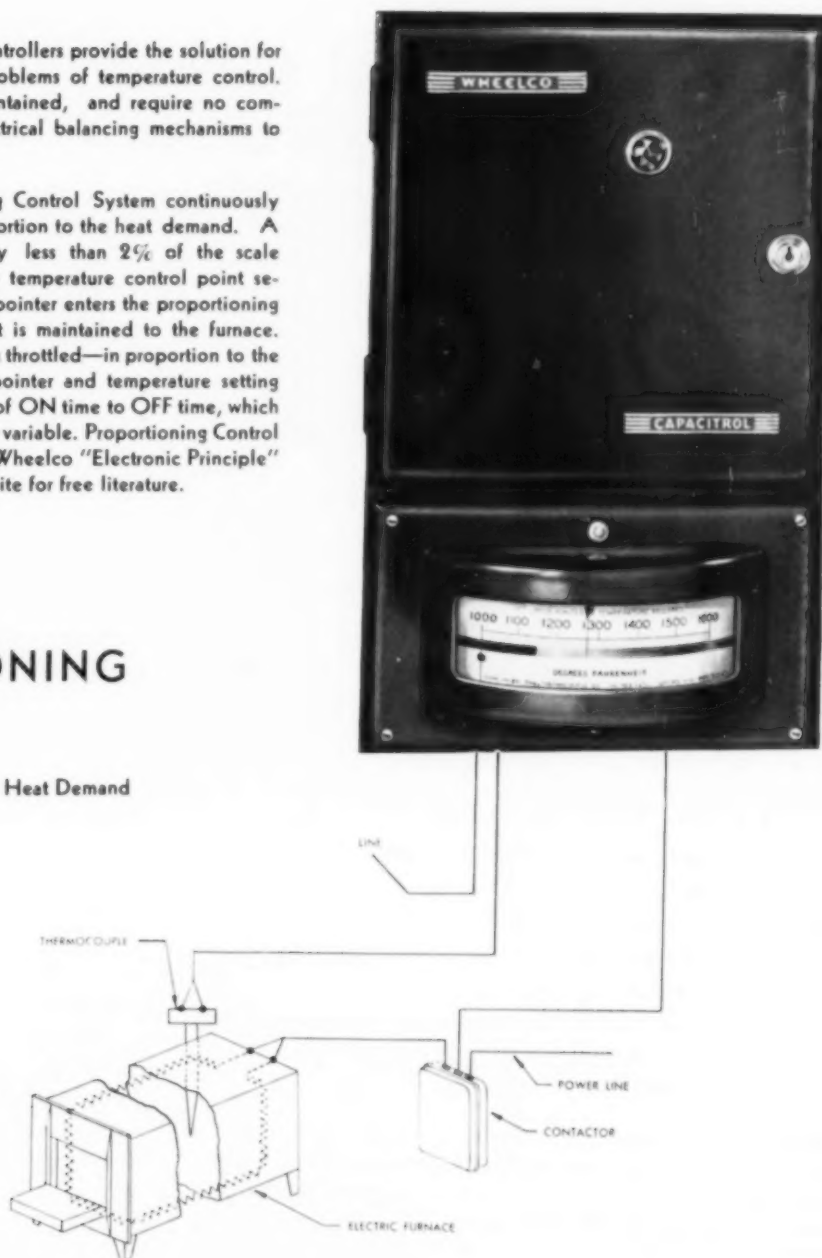 ntrollers provide the solution for
oblems of temperature control.
ntained, and require no com-
ctrical balancing mechanisms to
g Control System continuously
ortion to the heat demand. A
y less than 2% of the scale
temperature control point se-
pointer enters the proportioning
t is maintained to the furnace.
throttled—in proportion to the
pointer and temperature setting
of ON time to OFF time, which
variable. Proportioning Control
Wheelco "Electronic Principle"
ite for free literature.
WHEELCO
CAPACITROL
1000 1100 1200 1300 1400 1500 1600
DEGREES FAHRENHEIT
ONING
Heat Demand
LINE
THERMOCOUPLE
POWER LINE
CONTACTOR
ELECTRIC FURNACE